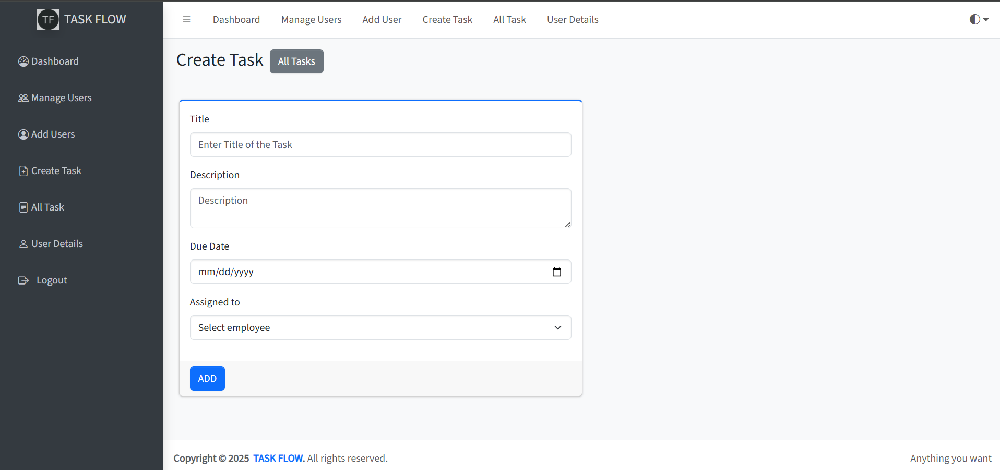 TF TASK FLOW
Dashboard Manage Users Add User Create Task All Task User Details
Dashboard
Manage Users
Add Users
Create Task
All Task
User Details
Logout
Create Task All Tasks
Title
Enter Title of the Task
Description
Description
Due Date
mm/dd/yyyy
Assigned to
Select employee
ADD
Copyright © 2025 TASK FLOW. All rights reserved. Anything you want